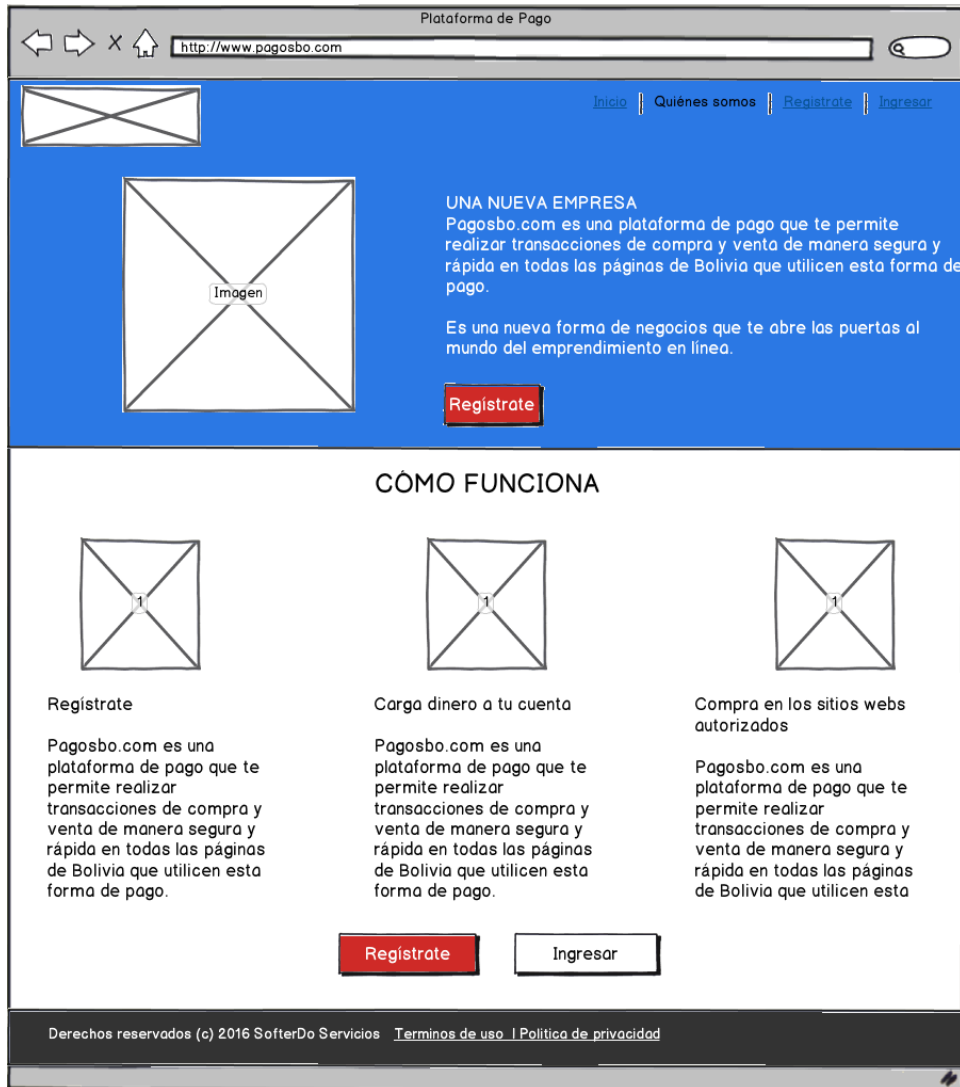 Plataforma de Pago
http://www.pagosbo.com
Inicio | Quiénes somos | Registrate | Ingresar
UNA NUEVA EMPRESA
Pagosbo.com es una plataforma de pago que te permite
realizar transacciones de compra y venta de manera segura y
rápida en todas las páginas de Bolivia que utilicen esta forma de
pago.
Es una nueva forma de negocios que te abre las puertas al
mundo del emprendimiento en línea.
Imagen
Regístrate
CÓMO FUNCIONA
1
1
1
Regístrate
Pagosbo.com es una
plataforma de pago que te
permite realizar
transacciones de compra y
venta de manera segura y
rápida en todas las páginas
de Bolivia que utilicen esta
forma de pago.
Carga dinero a tu cuenta
Pagosbo.com es una
plataforma de pago que te
permite realizar
transacciones de compra y
venta de manera segura y
rápida en todas las páginas
de Bolivia que utilicen esta
forma de pago.
Compra en los sitios webs
autorizados
Pagosbo.com es una
plataforma de pago que te
permite realizar
transacciones de compra y
venta de manera segura y
rápida en todas las páginas
de Bolivia que utilicen esta
Regístrate
Ingresar
Derechos reservados (c) 2016 SofterDo Servicios Terminos de uso | Politica de privacidad